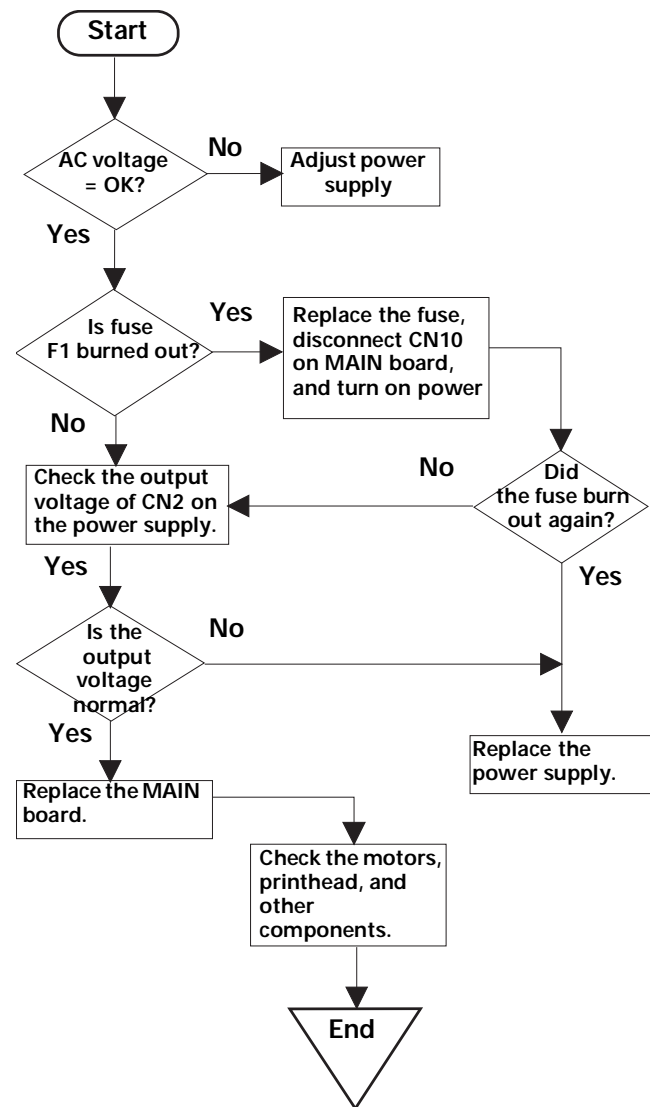 Start
AC voltage
= OK?
No
Adjust power
supply
Yes
Is fuse
F1 burned out?
Yes
Replace the fuse,
disconnect CN10
on MAIN board,
and turn on power
No
Check the output
voltage of CN2 on
the power supply.
No
Did
the fuse burn
out again?
Yes
Yes
Is the
output
voltage
normal?
No
Yes
Replace the
power supply.
Replace the MAIN
board.
Check the motors,
printhead, and
other
components.
End